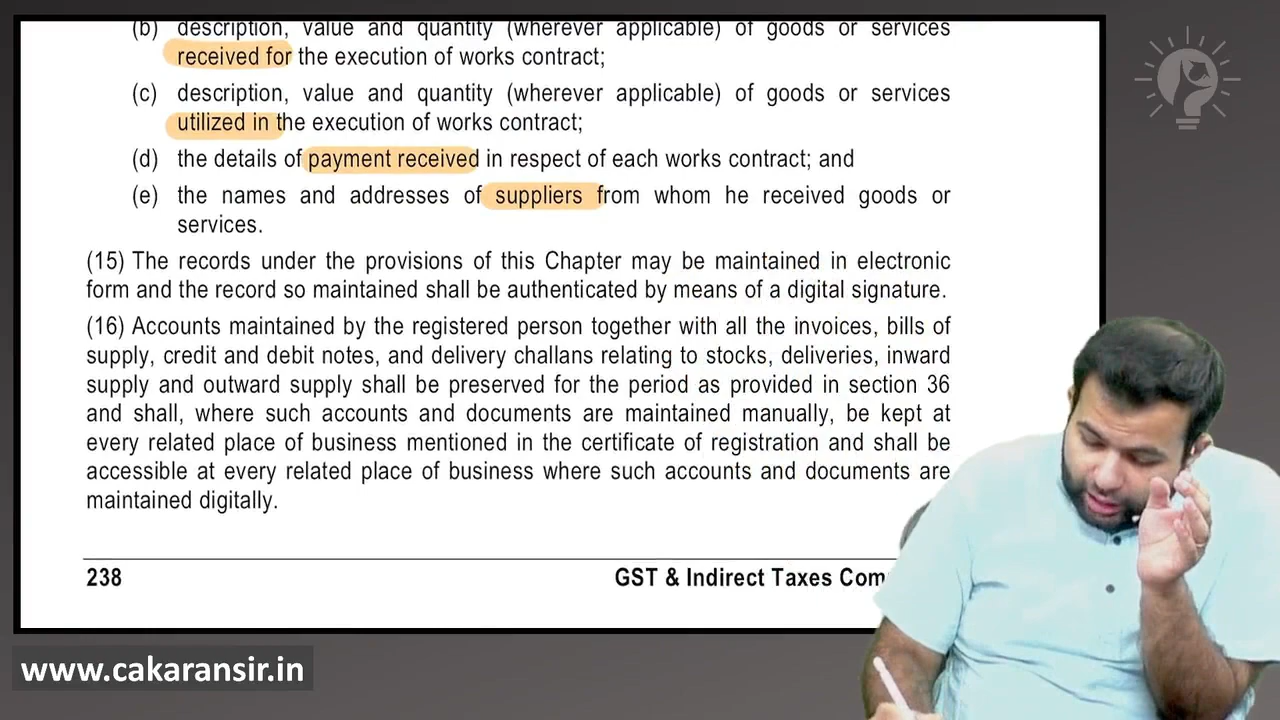 (b) description, value and quantity (wherever applicable) of goods or services
received for the execution of works contract;
(c) description, value and quantity (wherever applicable) of goods or services
utilized in the execution of works contract;
(d) the details of payment received in respect of each works contract; and
(e) the names and addresses of suppliers from whom he received goods or
services.
(15) The records under the provisions of this Chapter may be maintained in electronic
form and the record so maintained shall be authenticated by means of a digital signature.
(16) Accounts maintained by the registered person together with all the invoices, bills of
supply, credit and debit notes, and delivery challans relating to stocks, deliveries, inward
supply and outward supply shall be preserved for the period as provided in section 36
and shall, where such accounts and documents are maintained manually, be kept at
every related place of business mentioned in the certificate of registration and shall be
accessible at every related place of business where such accounts and documents are
maintained digitally.
238 GST & Indirect Taxes
www.cakaransir.in